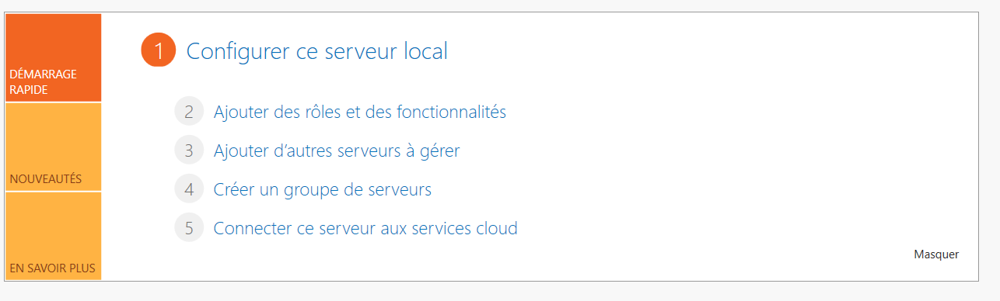 DÉMARRAGE
RAPIDE
NOUVEAUTÉS
EN SAVOIR PLUS
1 Configurer ce serveur local
2 Ajouter des rôles et des fonctionnalités
3 Ajouter d’autres serveurs à gérer
4 Créer un groupe de serveurs
5 Connecter ce serveur aux services cloud
Masquer